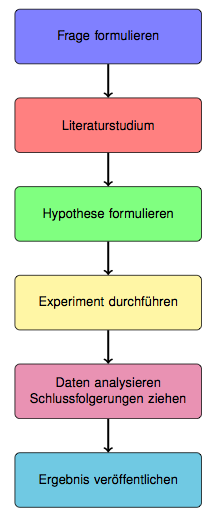 Frage formulieren
Literaturstudium
Hypothese formulieren
Experiment durchführen
Daten analysieren
Schlussfolgerungen ziehen
Ergebnis veröffentlichen